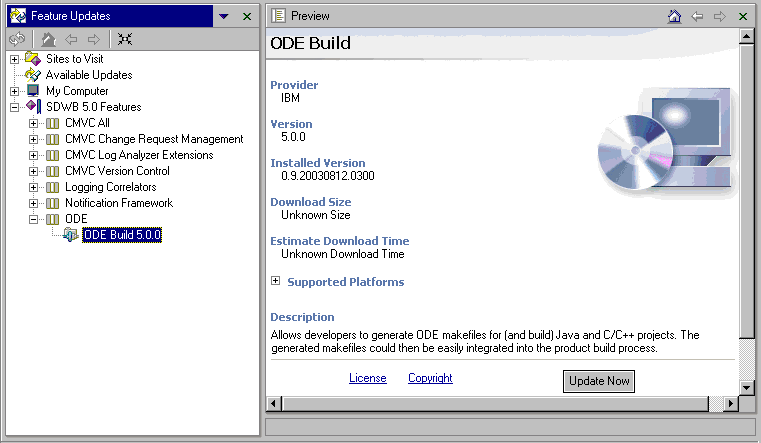 Feature Updates
Sites to Visit
Available Updates
My Computer
SDWB 5.0 Features
CMVC All
CMVC Change Request Management
CMVC Log Analyzer Extensions
CMVC Version Control
Logging Correlators
Notification Framework
ODE
ODE Build 5.0.0
Preview
ODE Build
Provider
IBM
Version
5.0.0
Installed Version
0.9.20030812.0300
Download Size
Unknown Size
Estimate Download Time
Unknown Download Time
Supported Platforms
Description
Allows developers to generate ODE makefiles for (and build) Java and C/C++ projects. The
generated makefiles could then be easily integrated into the product build process.
License Copyright Update Now